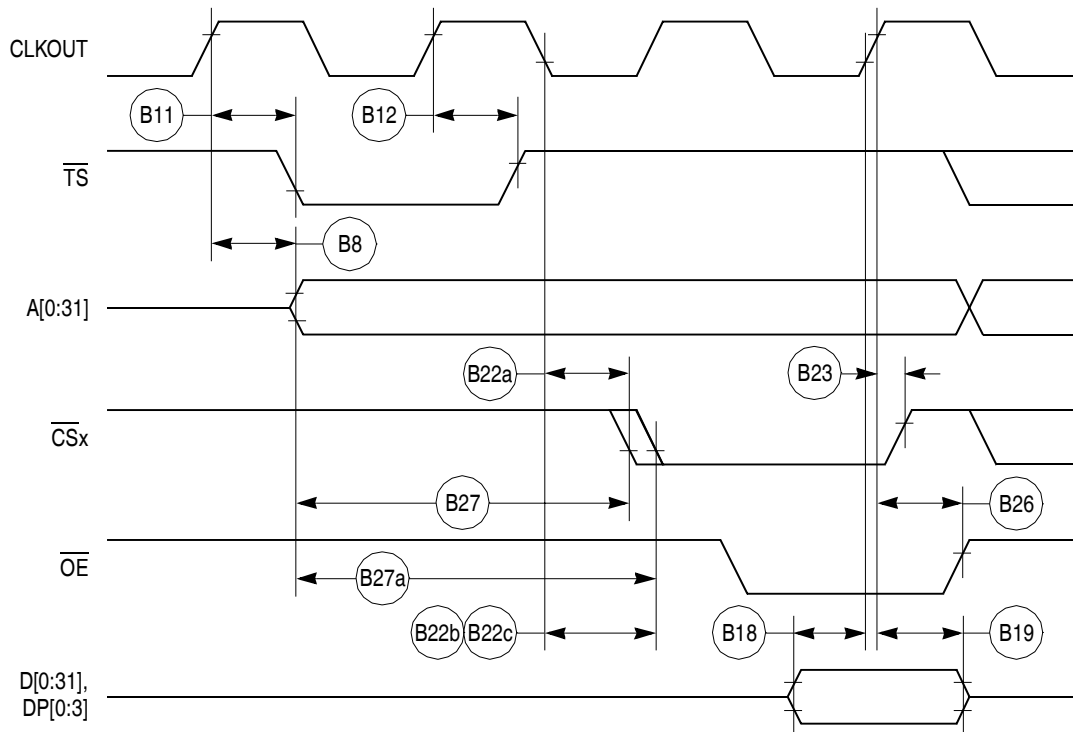 CLKOUT
B11
B12
TS
B8
A[0:31]
B22a
B23
CSx
B27
B26
OE
B27a
B22b B22c
B18
B19
D[0:31],
DP[0:3]